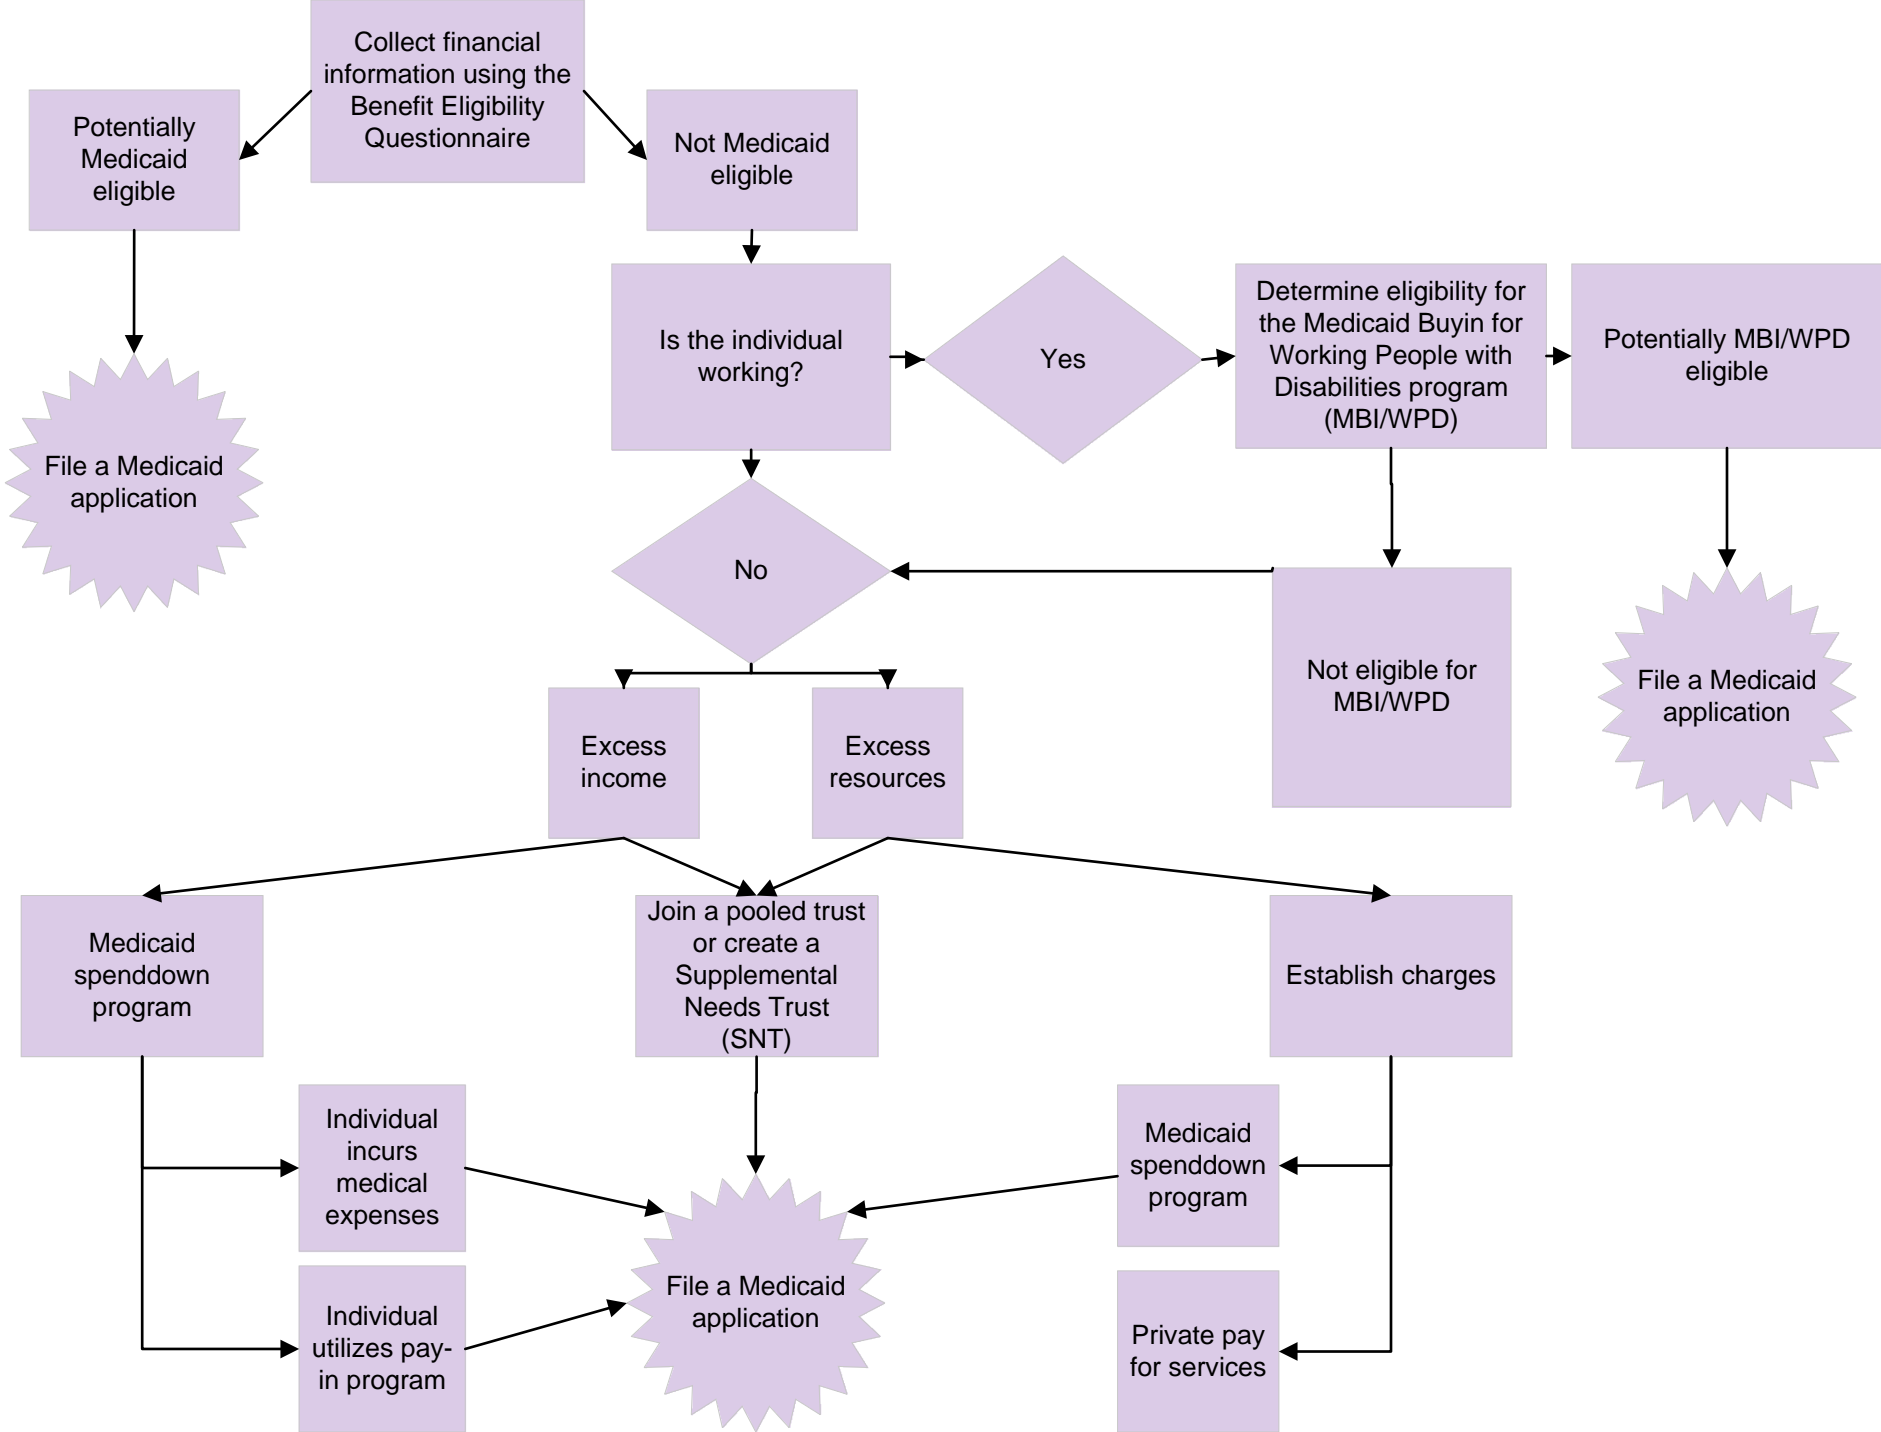 Collect financial
information using the
Benefit Eligibility
Questionnaire
Potentially
Medicaid
eligible
Not Medicaid
eligible
Is the individual
working?
Yes
Determine eligibility for
the Medicaid Buyin for
Working People with
Disabilities program
(MBI/WPD)
Potentially MBI/WPD
eligible
File a Medicaid
application
No
Not eligible for
MBI/WPD
File a Medicaid
application
Excess
income
Excess
resources
Medicaid
spenddown
program
Join a pooled trust
or create a
Supplemental
Needs Trust
(SNT)
Establish charges
Individual
incurs
medical
expenses
Medicaid
spenddown
program
File a Medicaid
application
Individual
utilizes pay-
in program
Private pay
for services